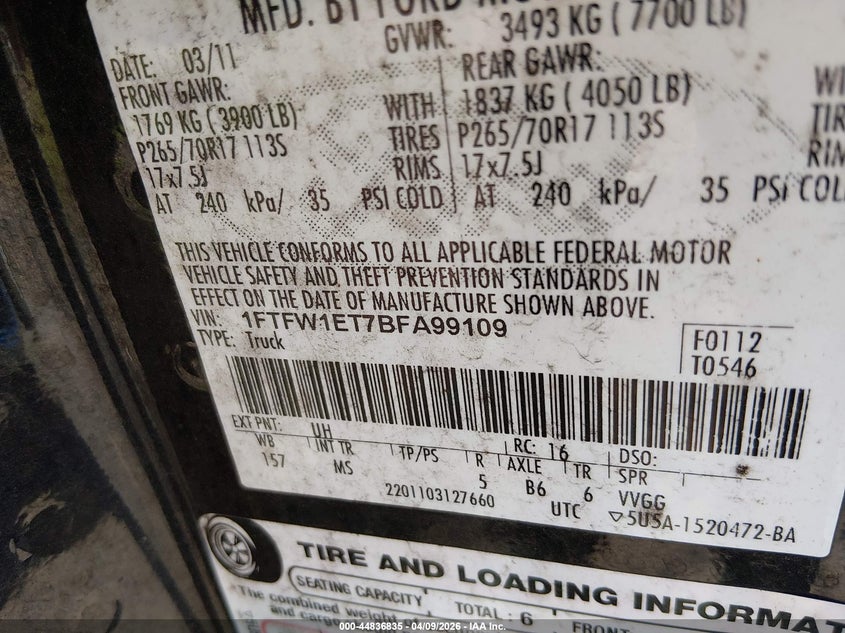 MFD. BY FORD
GVWR: 3493 KG ( 7700 LB)
DATE: 03/11
FRONT GAWR:
1769 KG (3900 LB)
P265/70R17 113S
17x7.5J
AT 240 kPa/ 35 PSI COLD
WITH
TIRES
RIMS
REAR GAWR:
1837 KG ( 4050 LB)
P265/70R17 113S
17x7.5J
AT 240 kPa/ 35 PSI COL
THIS VEHICLE CONFORMS TO ALL APPLICABLE FEDERAL MOTOR
VEHICLE SAFETY AND THEFT PREVENTION STANDARDS IN
EFFECT ON THE DATE OF MANUFACTURE SHOWN ABOVE.
VIN: 1FTFW1ET7BFA99109
TYPE: Truck
F0112
T0546
EXT PNT: UH RC: 16 DSO:
WB INT TR TP/PS R AXLE TR SPR
157 MS 5 B6 6 VVGG
2201103127660 UTC ▽5U5A-1520472-BA
TIRE AND LOADING INFORMAT
SEATING CAPACITY TOTAL : 6 FRONT
The combined weight
and carg
000-44836835 - 04/09/2026 - IAA Inc.